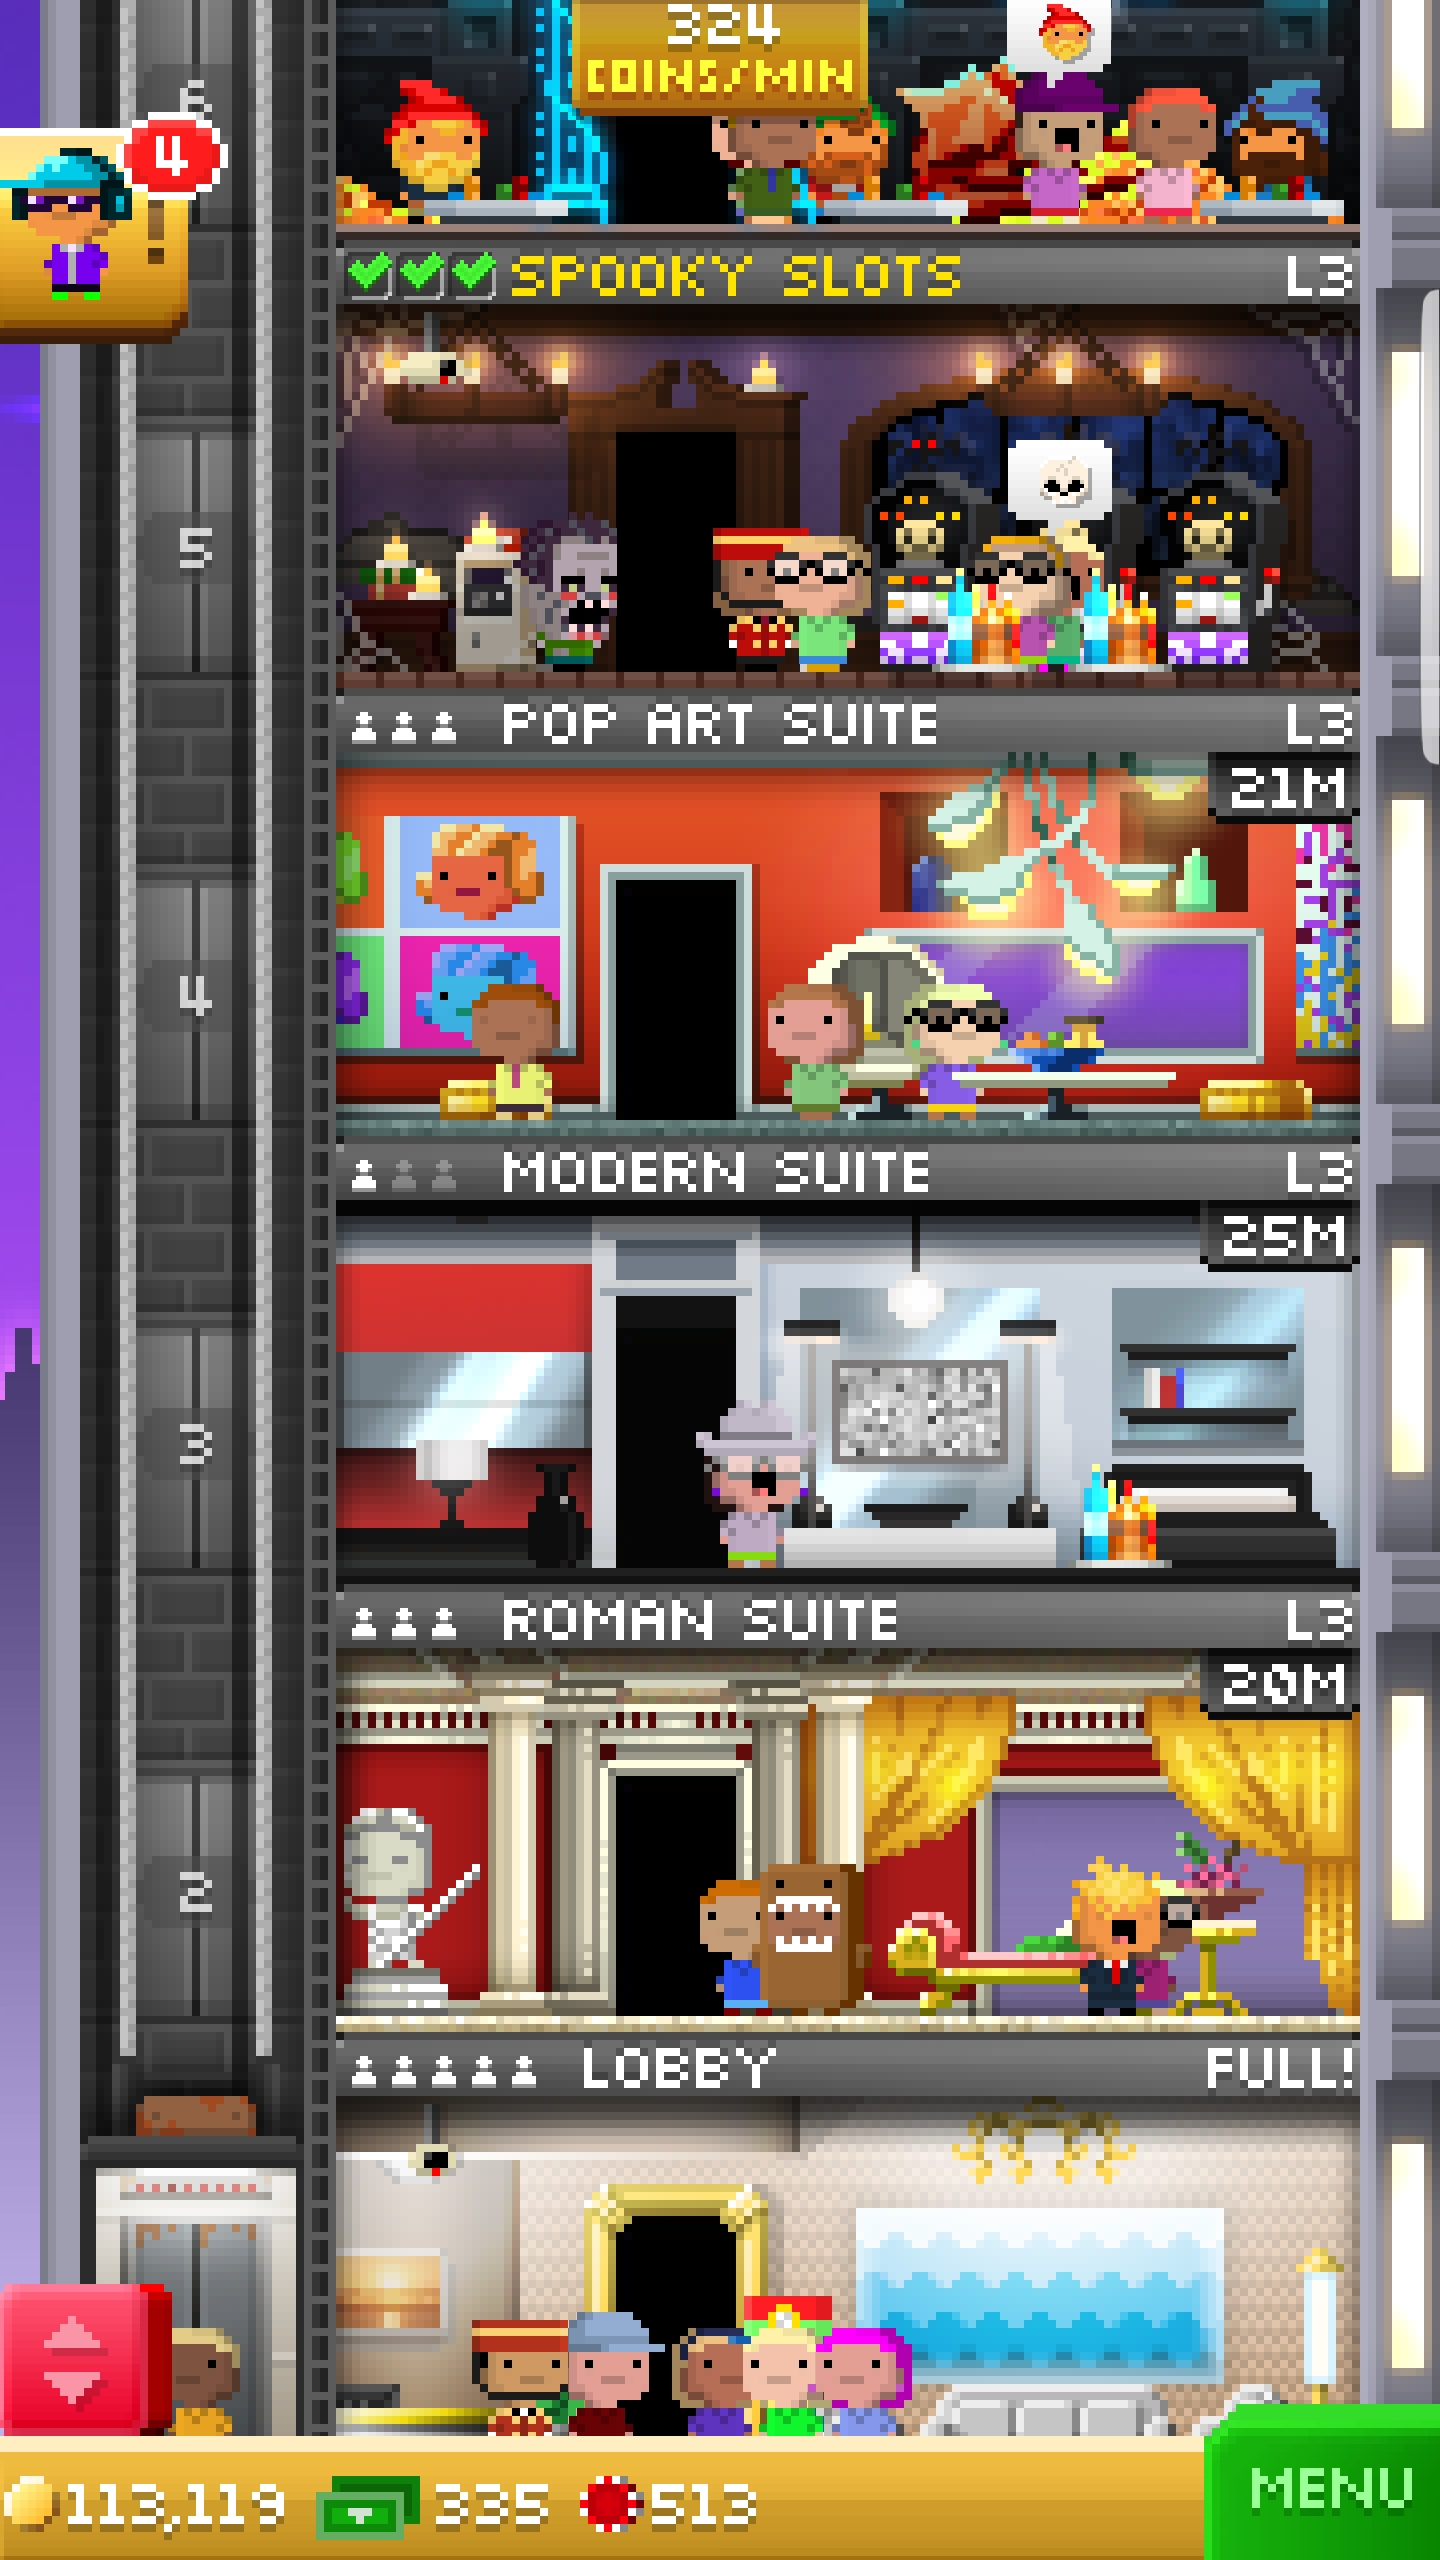 324
COINS/MIN
6
4
!
SPOOKY SLOTS L3
5
POP ART SUITE L3
21M
4
MODERN SUITE L3
25M
3
ROMAN SUITE L3
20M
2
LOBBY FULL!
113,119 335 513 MENU